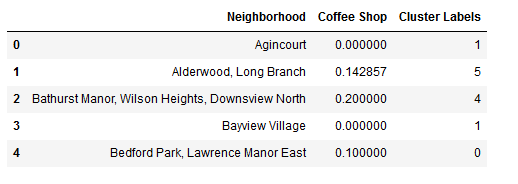 Neighborhood Coffee Shop Cluster Labels
0 Agincourt 0.000000 1
1 Alderwood, Long Branch 0.142857 5
2 Bathurst Manor, Wilson Heights, Downsview North 0.200000 4
3 Bayview Village 0.000000 1
4 Bedford Park, Lawrence Manor East 0.100000 0